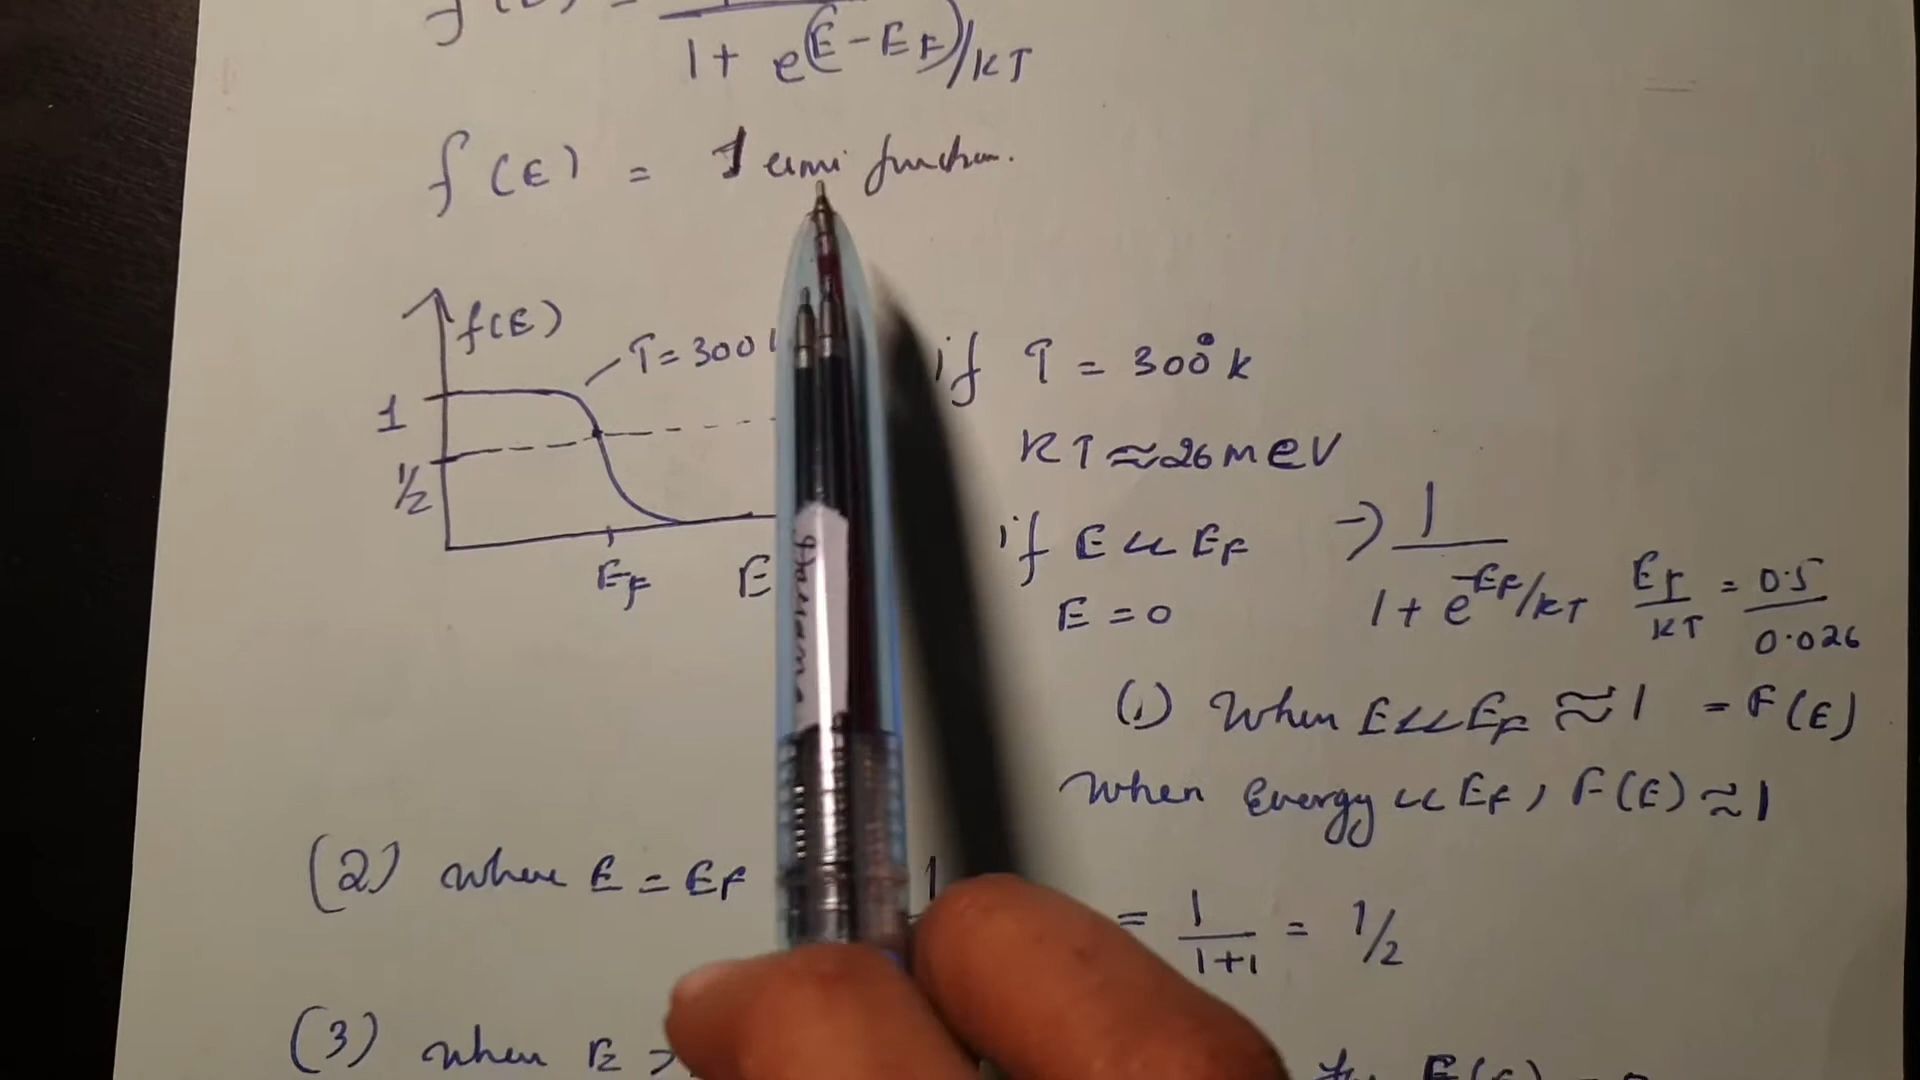 1 + e(E-EF)/KT
f(E) = Fermi function.
f(E)
T = 300
1
1/2
EF
E
if T = 300°K
KT ≈ 26meV
if E << EF → 1
E = 0 1 + e-EF/KT EF/KT = 0.5/0.026
(1) When E << EF ≈ 1 = F(E)
When Energy << EF, F(E) ≈ 1
(2) when E = EF 1 = 1/1+1 = 1/2
(3) when E >